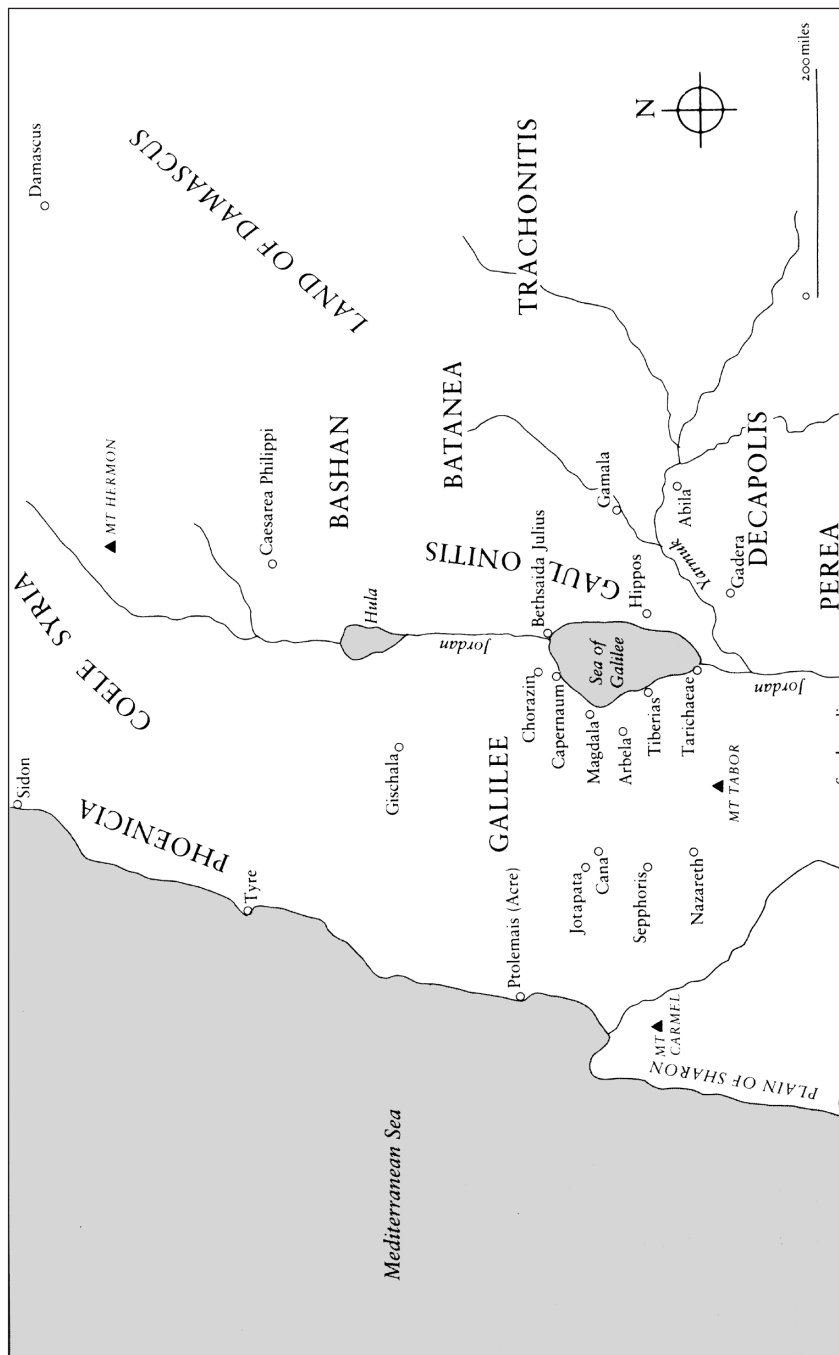 Damascus
LAND OF DAMASCUS
MT HERMON
COELE SYRIA
Sidon
PHOENICIA
Tyre
Caesarea Philippi
BASHAN
BATANEA
TRACHONITIS
N
0
200 miles
Hula
Jordan
GAULONITIS
Gischala
GALILEE
Ptolemais (Acre)
Chorazin
Capernaum
Bethsaida Julius
Sea of
Galilee
Gamala
Hippos
Magdala
Arbela
Tiberias
Tarichaeae
Yarmuk
Abila
Gadera
DECAPOLIS
PEREA
Jordan
Jotapata
Cana
Sepphoris
Nazareth
MT TABOR
MT
CARMEL
PLAIN OF SHARON
Mediterranean Sea